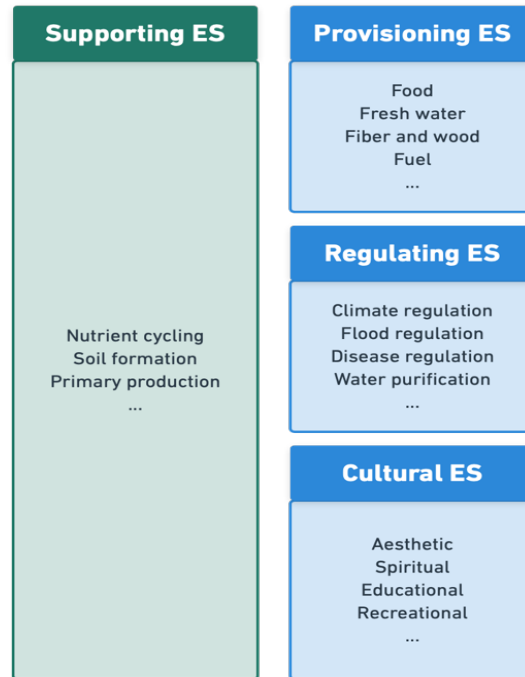 Supporting ES
Nutrient cycling
Soil formation
Primary production
...
Provisioning ES
Food
Fresh water
Fiber and wood
Fuel
...
Regulating ES
Climate regulation
Flood regulation
Disease regulation
Water purification
...
Cultural ES
Aesthetic
Spiritual
Educational
Recreational
...